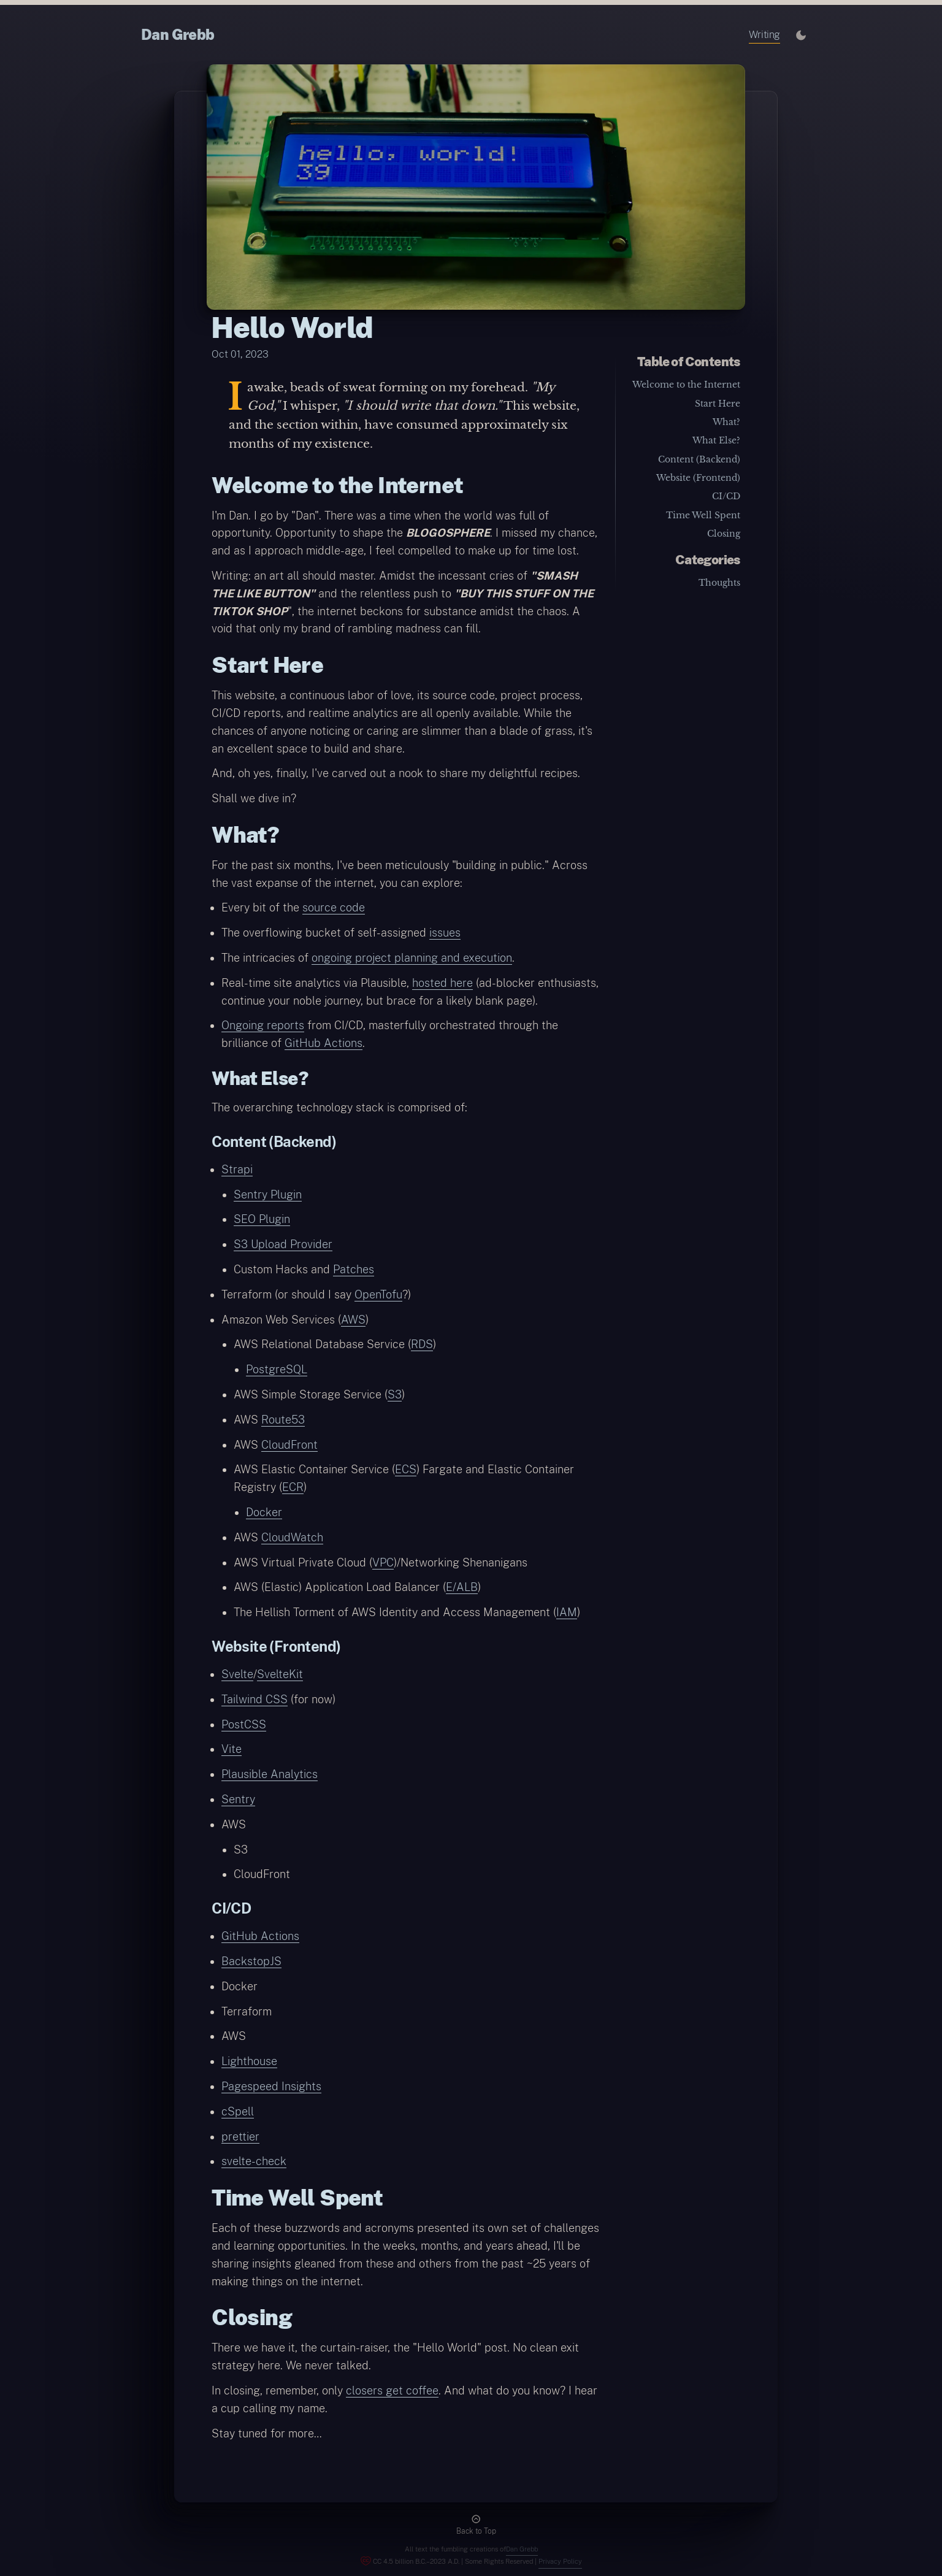 Dan Grebb
Writing
hello, world!
39
Hello World
Oct 01, 2023
I awake, beads of sweat forming on my forehead. "My
God," I whisper, "I should write that down." This website,
and the section within, have consumed approximately six
months of my existence.
Table of Contents
Welcome to the Internet
Start Here
What?
What Else?
Content (Backend)
Website (Frontend)
CI/CD
Time Well Spent
Closing
Categories
Thoughts
Welcome to the Internet
I'm Dan. I go by "Dan". There was a time when the world was full of
opportunity. Opportunity to shape the BLOGOSPHERE. I missed my chance,
and as I approach middle-age, I feel compelled to make up for time lost.
Writing: an art all should master. Amidst the incessant cries of "SMASH
THE LIKE BUTTON" and the relentless push to "BUY THIS STUFF ON THE
TIKTOK SHOP", the internet beckons for substance amidst the chaos. A
void that only my brand of rambling madness can fill.
Start Here
This website, a continuous labor of love, its source code, project process,
CI/CD reports, and realtime analytics are all openly available. While the
chances of anyone noticing or caring are slimmer than a blade of grass, it's
an excellent space to build and share.
And, oh yes, finally, I've carved out a nook to share my delightful recipes.
Shall we dive in?
What?
For the past six months, I've been meticulously "building in public." Across
the vast expanse of the internet, you can explore:
Every bit of the source code
The overflowing bucket of self-assigned issues
The intricacies of ongoing project planning and execution.
Real-time site analytics via Plausible, hosted here (ad-blocker enthusiasts,
continue your noble journey, but brace for a likely blank page).
Ongoing reports from CI/CD, masterfully orchestrated through the
brilliance of GitHub Actions.
What Else?
The overarching technology stack is comprised of:
Content (Backend)
Strapi
Sentry Plugin
SEO Plugin
S3 Upload Provider
Custom Hacks and Patches
Terraform (or should I say OpenTofu?)
Amazon Web Services (AWS)
AWS Relational Database Service (RDS)
PostgreSQL
AWS Simple Storage Service (S3)
AWS Route53
AWS CloudFront
AWS Elastic Container Service (ECS) Fargate and Elastic Container
Registry (ECR)
Docker
AWS CloudWatch
AWS Virtual Private Cloud (VPC)/Networking Shenanigans
AWS (Elastic) Application Load Balancer (E/ALB)
The Hellish Torment of AWS Identity and Access Management (IAM)
Website (Frontend)
Svelte/SvelteKit
Tailwind CSS (for now)
PostCSS
Vite
Plausible Analytics
Sentry
AWS
S3
CloudFront
CI/CD
GitHub Actions
BackstopJS
Docker
Terraform
AWS
Lighthouse
Pagespeed Insights
cSpell
prettier
svelte-check
Time Well Spent
Each of these buzzwords and acronyms presented its own set of challenges
and learning opportunities. In the weeks, months, and years ahead, I'll be
sharing insights gleaned from these and others from the past ~25 years of
making things on the internet.
Closing
There we have it, the curtain-raiser, the "Hello World" post. No clean exit
strategy here. We never talked.
In closing, remember, only closers get coffee. And what do you know? I hear
a cup calling my name.
Stay tuned for more...
Back to Top
All text the fumbling creations of Dan Grebb
CC 4.5 billion B.C.–2023 A.D. | Some Rights Reserved | Privacy Policy